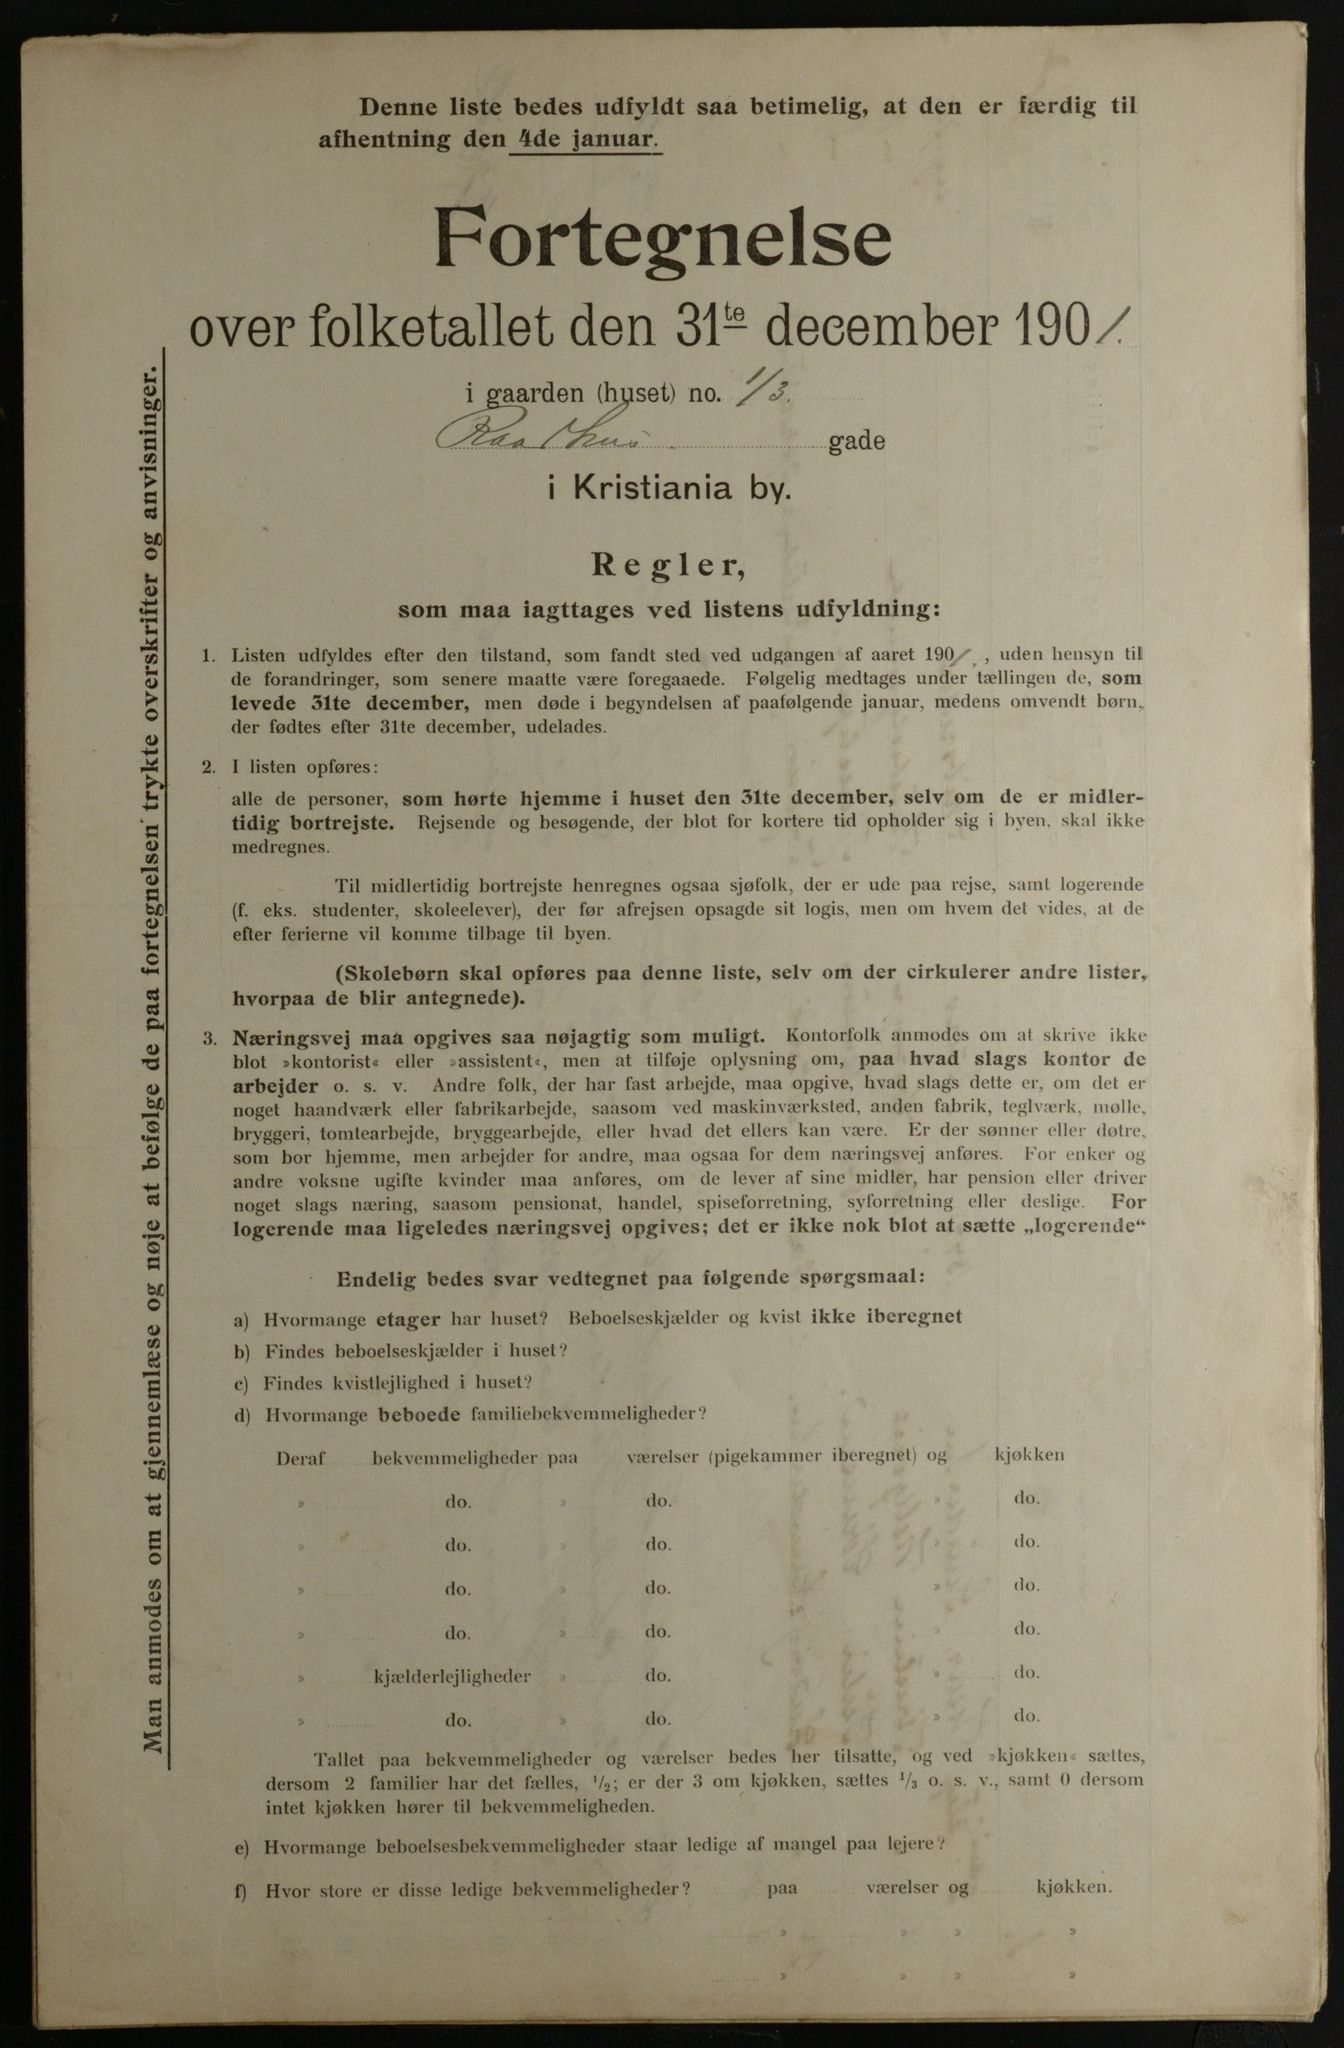 Denne liste bedes udfyldt saa betimelig, at den er færdig til
afhentning den 4de januar.
Fortegnelse
over folketallet den 31te december 1901.
i gaarden (huset) no. 1/3.
Raadhus gade
i Kristiania by.
Regler,
som maa iagttages ved listens udfyldning:
1. Listen udfyldes efter den tilstand, som fandt sted ved udgangen af aaret 1901, uden hensyn til
de forandringer, som senere maatte være foregaaede. Følgelig medtages under tællingen de, som
levede 31te december, men døde i begyndelsen af paafølgende januar, medens omvendt børn,
der fødtes efter 31te december, udelades.
2. I listen opføres:
alle de personer, som hørte hjemme i huset den 31te december, selv om de er midler-
tidig bortrejste. Rejsende og besøgende, der blot for kortere tid opholder sig i byen, skal ikke
medregnes.
Til midlertidig bortrejste henregnes ogsaa sjøfolk, der er ude paa rejse, samt logerende
(f. eks. studenter, skoleelever), der før afrejsen opsagde sit logis, men om hvem det vides, at de
efter ferierne vil komme tilbage til byen.
(Skolebørn skal opføres paa denne liste, selv om der cirkulerer andre lister,
hvorpaa de blir antegnede).
3. Næringsvej maa opgives saa nøjagtig som muligt. Kontorfolk anmodes om at skrive ikke
blot »kontorist« eller »assistent«, men at tilføje oplysning om, paa hvad slags kontor de
arbejder o. s. v. Andre folk, der har fast arbejde, maa opgive, hvad slags dette er, om det er
noget haandværk eller fabrikarbejde, saasom ved maskinværksted, anden fabrik, teglværk, mølle,
bryggeri, tomtearbejde, bryggearbejde, eller hvad det ellers kan være. Er der sønner eller døtre,
som bor hjemme, men arbejder for andre, maa ogsaa for dem næringsvej anføres. For enker og
andre voksne ugifte kvinder maa anføres, om de lever af sine midler, har pension eller driver
noget slags næring, saasom pensionat, handel, spiseforretning, syforretning eller deslige. For
logerende maa ligeledes næringsvej opgives; det er ikke nok blot at sætte „logerende“
Endelig bedes svar vedtegnet paa følgende spørgsmaal:
a) Hvormange etager har huset? Beboelseskjælder og kvist ikke iberegnet
b) Findes beboelseskjælder i huset?
c) Findes kvistlejlighed i huset?
d) Hvormange beboede familiebekvemmeligheder?
Deraf bekvemmeligheder paa værelser (pigekammer iberegnet) og kjøkken
» do. » do. » do.
» do. » do. » do.
» do. » do. » do.
» do. » do. » do.
» kjælderlejligheder » do. » do.
» do. » do. » do.
Tallet paa bekvemmeligheder og værelser bedes her tilsatte, og ved »kjøkken« sættes,
dersom 2 familier har det fælles, 1/2; er der 3 om kjøkken, sættes 1/3 o. s. v., samt 0 dersom
intet kjøkken hører til bekvemmeligheden.
e) Hvormange beboelsesbekvemmeligheder staar ledige af mangel paa lejere?
f) Hvor store er disse ledige bekvemmeligheder? paa værelser og kjøkken.
» » » »
» » » »
Man anmodes om at gjennemlæse og nøje at befølge de paa fortegnelsen trykte overskrifter og anvisninger.